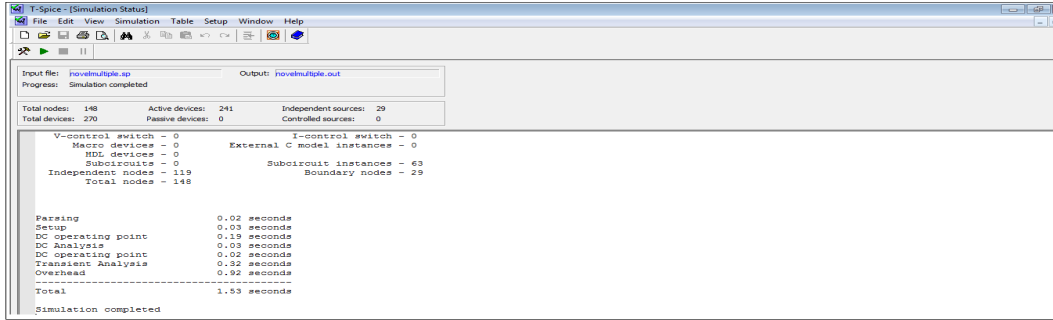 T-Spice - [Simulation Status]
File Edit View Simulation Table Setup Window Help
Input file: novelmultiple.sp Output: novelmultiple.out
Progress: Simulation completed
Total nodes: 148 Active devices: 241 Independent sources: 29
Total devices: 270 Passive devices: 0 Controlled sources: 0
V-control switch - 0 I-control switch - 0
Macro devices - 0 External C model instances - 0
HDL devices - 0
Subcircuits - 0 Subcircuit instances - 63
Independent nodes - 119 Boundary nodes - 29
Total nodes - 148
Parsing 0.02 seconds
Setup 0.03 seconds
DC operating point 0.19 seconds
DC Analysis 0.03 seconds
DC operating point 0.02 seconds
Transient Analysis 0.32 seconds
Overhead 0.92 seconds
-----------------------------------------
Total 1.53 seconds
Simulation completed